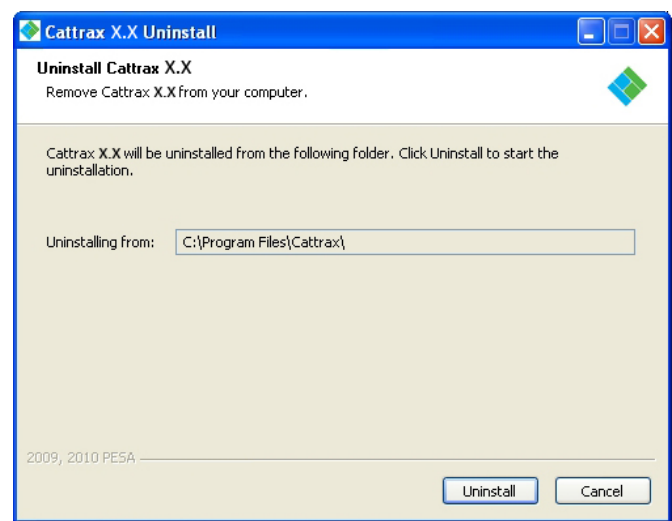 Cattrax X.X Uninstall
Uninstall Cattrax X.X
Remove Cattrax X.X from your computer.
Cattrax X.X will be uninstalled from the following folder. Click Uninstall to start the
uninstallation.
Uninstalling from: C:\Program Files\Cattrax\
2009, 2010 PESA
Uninstall Cancel